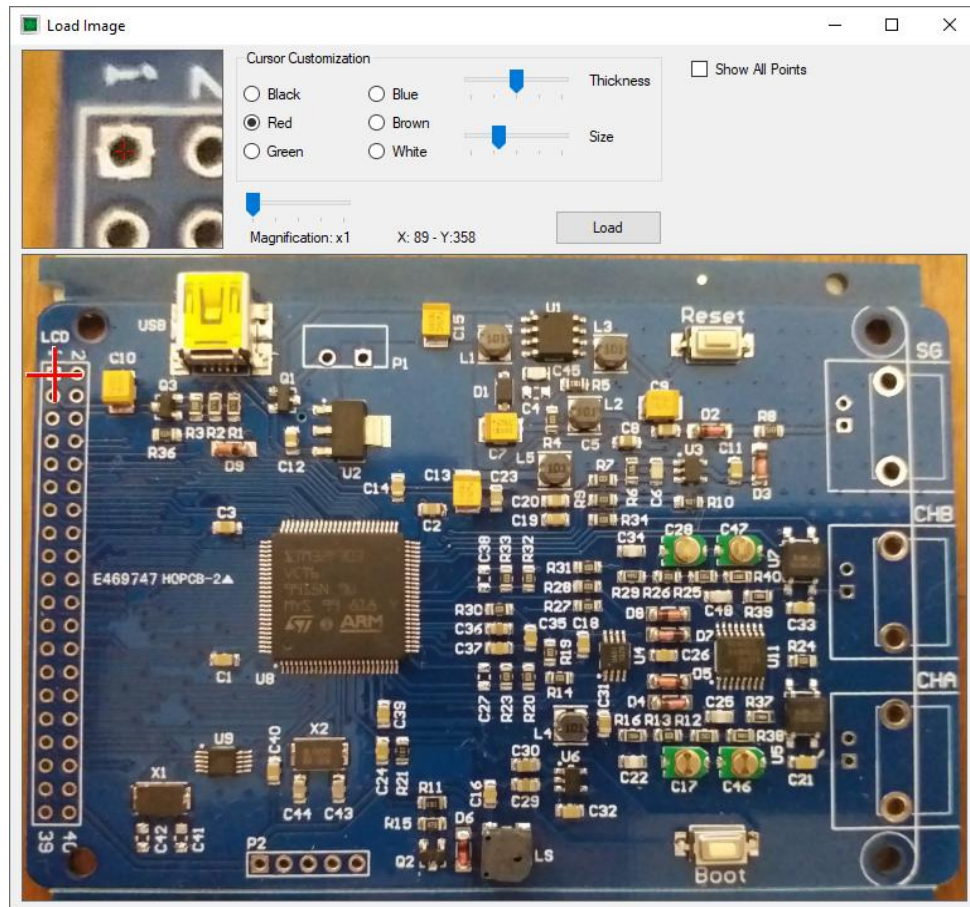 Load Image
Cursor Customization
Black
Blue
Thickness
Red
Brown
Green
White
Size
Show All Points
Magnification: x1
X: 89 - Y:358
Load
1 2
LCD
USB
C10
Q3
Q1
P1
C15
L1
U1
L3
Reset
SG
D1
C45
C4
R5
L2
C9
D2
R8
R3 R2 R1
R36
D9
C12
U2
C7
R4
C5
C8
U3
C11
D3
C14
C13
C23
L5
R7
R9
R6
C6
R10
C3
C2
C20
C19
R34
C28
C47
CHB
E469747 HOPCB-2
C38
R33
R32
R31
R28
R27
C34
R29 R26 R25
R40
U7
STM32F303
VCT6
ARM
R30
C36
C37
C35
C18
D8
C48
R39
C33
D7
R19
R14
U4
C26
D5
U11
R24
C1
U8
C27
R23
R20
C31
D4
C25
R37
CHA
C39
L4
R16 R13 R12
R38
U5
U9
C40
X2
C24
R21
C30
C29
U6
C22
C17
C46
C21
X1
C44
C43
R11
C16
C32
39
40
C42
C41
P2
R15
Q2
D6
LS
Boot